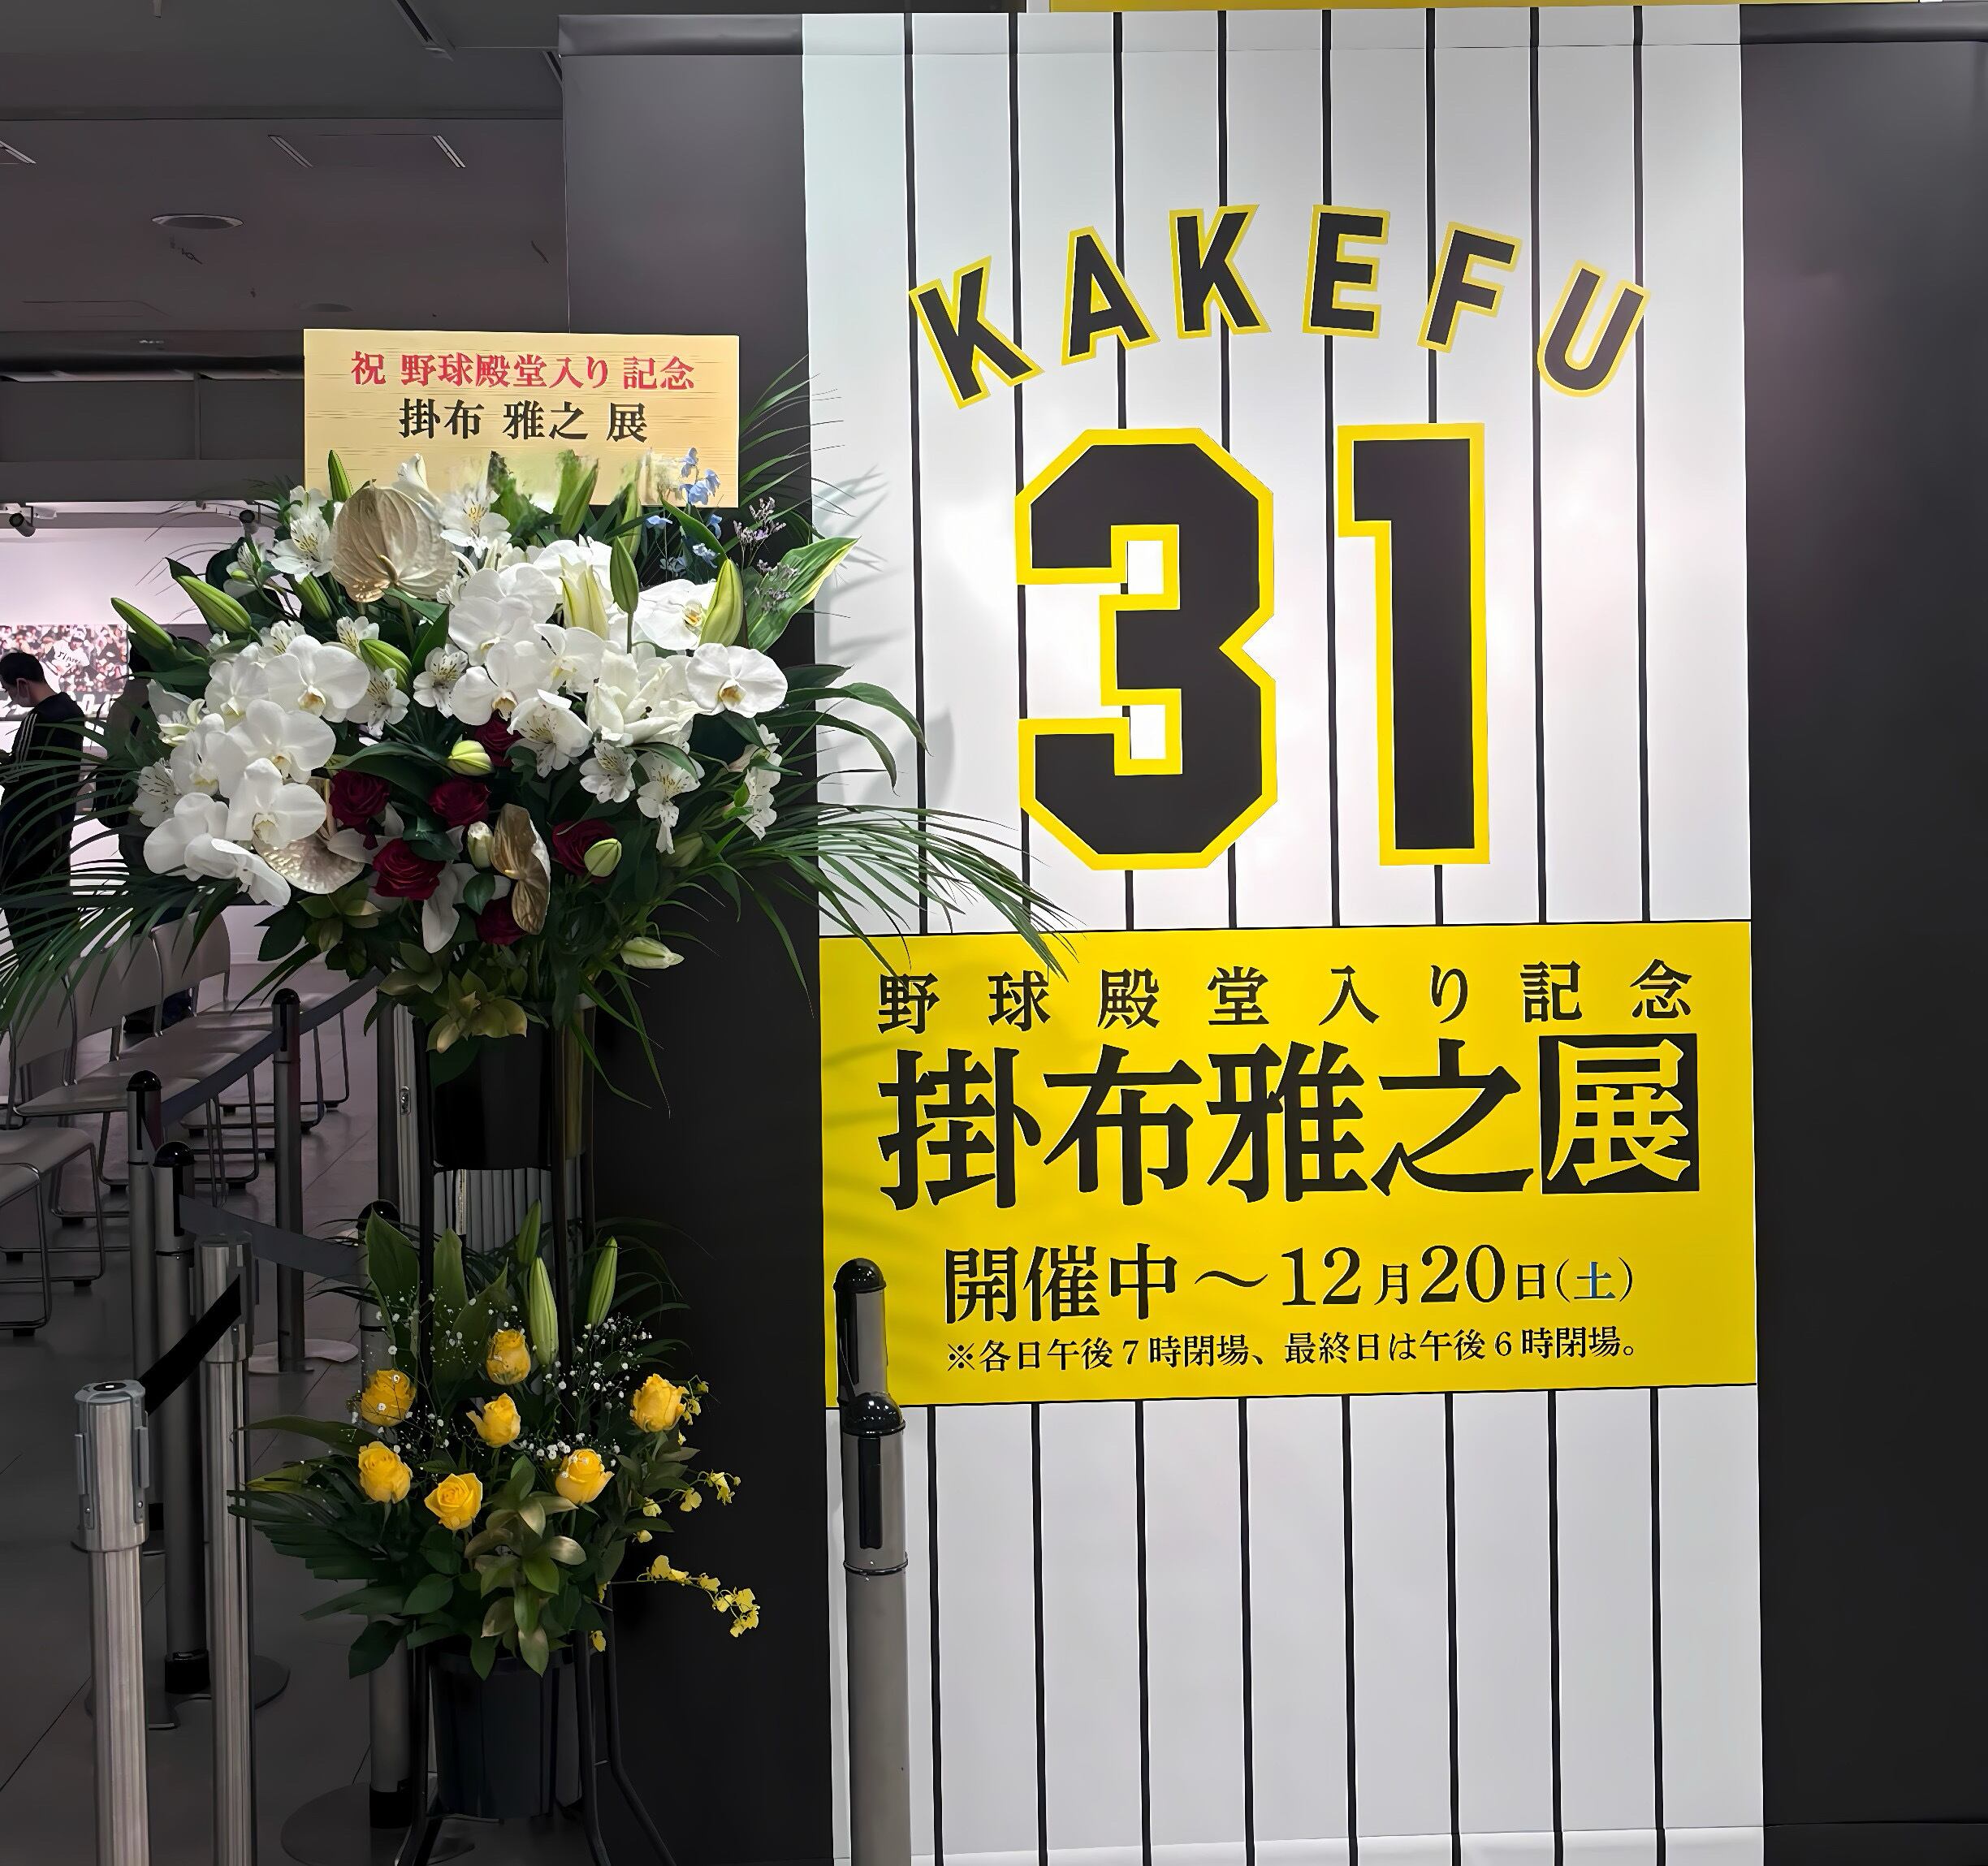 祝 野球殿堂入り 記念
掛布 雅之 展
KAKEFU
31
野球殿堂入り記念
掛布雅之展
開催中～12月20日(土)
※各日午後7時閉場、最終日は午後6時閉場。